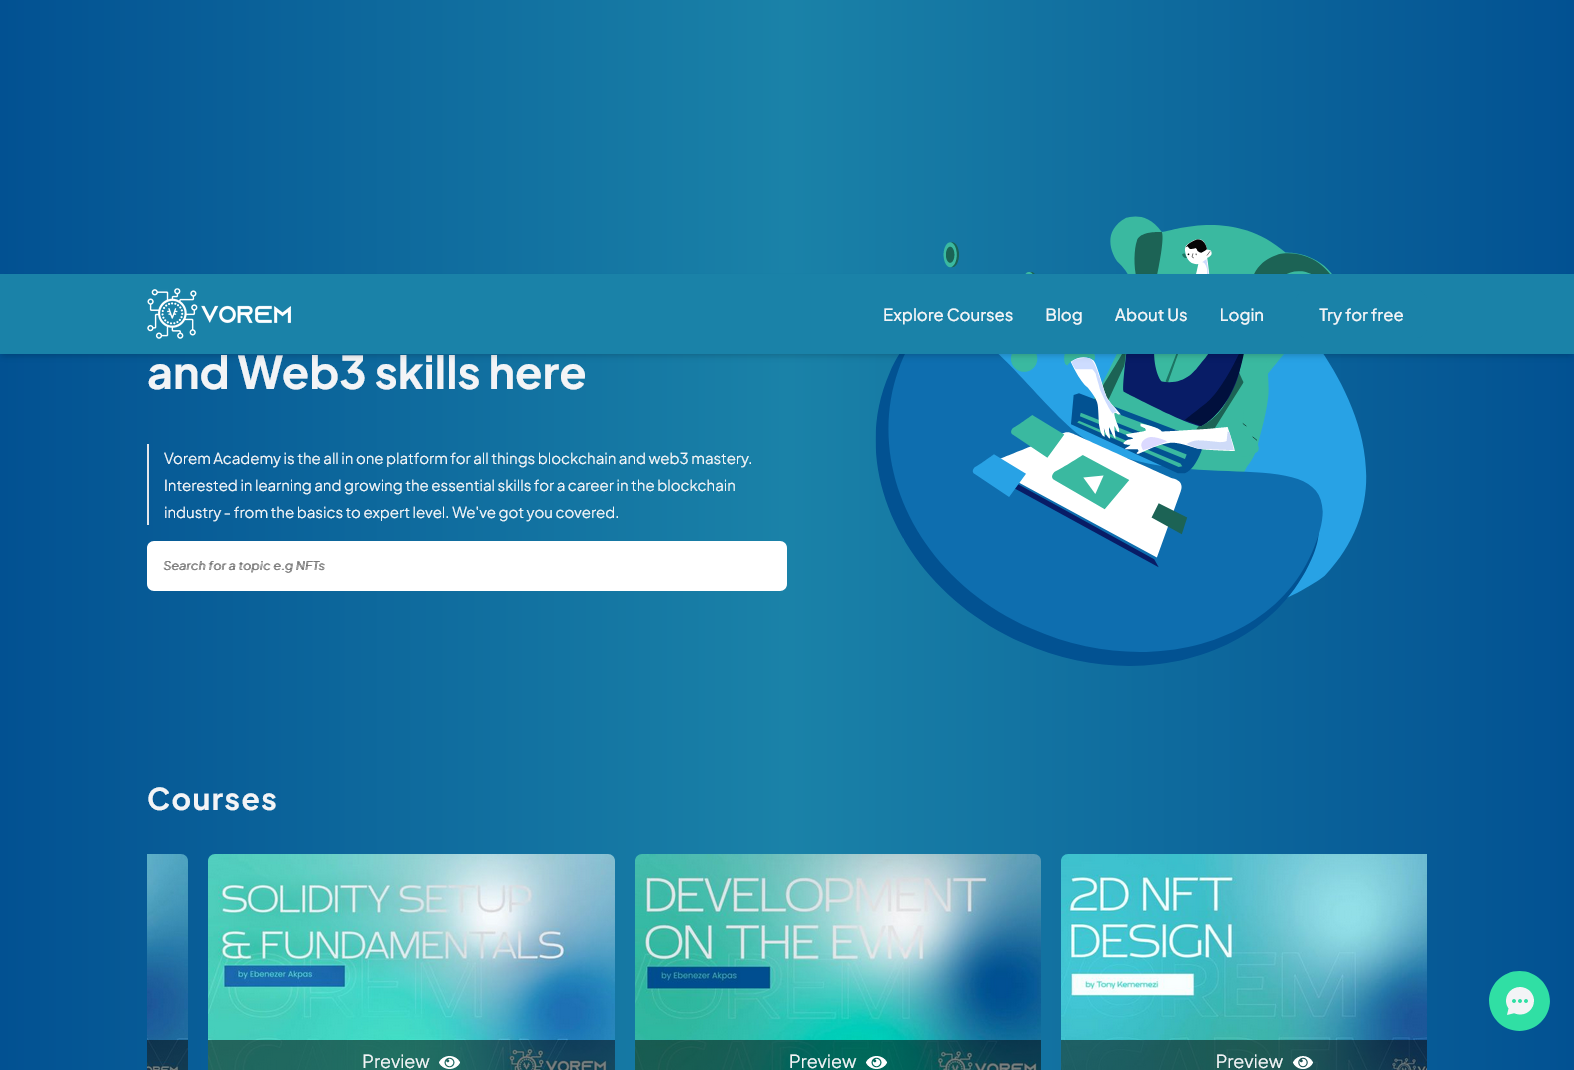 VOREM
Explore Courses
Blog
About Us
Login
Try for free
and Web3 skills here
Vorem Academy is the all in one platform for all things blockchain and web3 mastery.
Interested in learning and growing the essential skills for a career in the blockchain
industry - from the basics to expert level. We've got you covered.
Search for a topic e.g NFTs
Courses
SOLIDITY SETUP
& FUNDAMENTALS
by Ebenezer Akpas
Preview
VOREM
DEVELOPMENT
ON THE EVM
by Ebenezer Akpas
Preview
VOREM
2D NFT
DESIGN
by Tony Kememezi
Preview